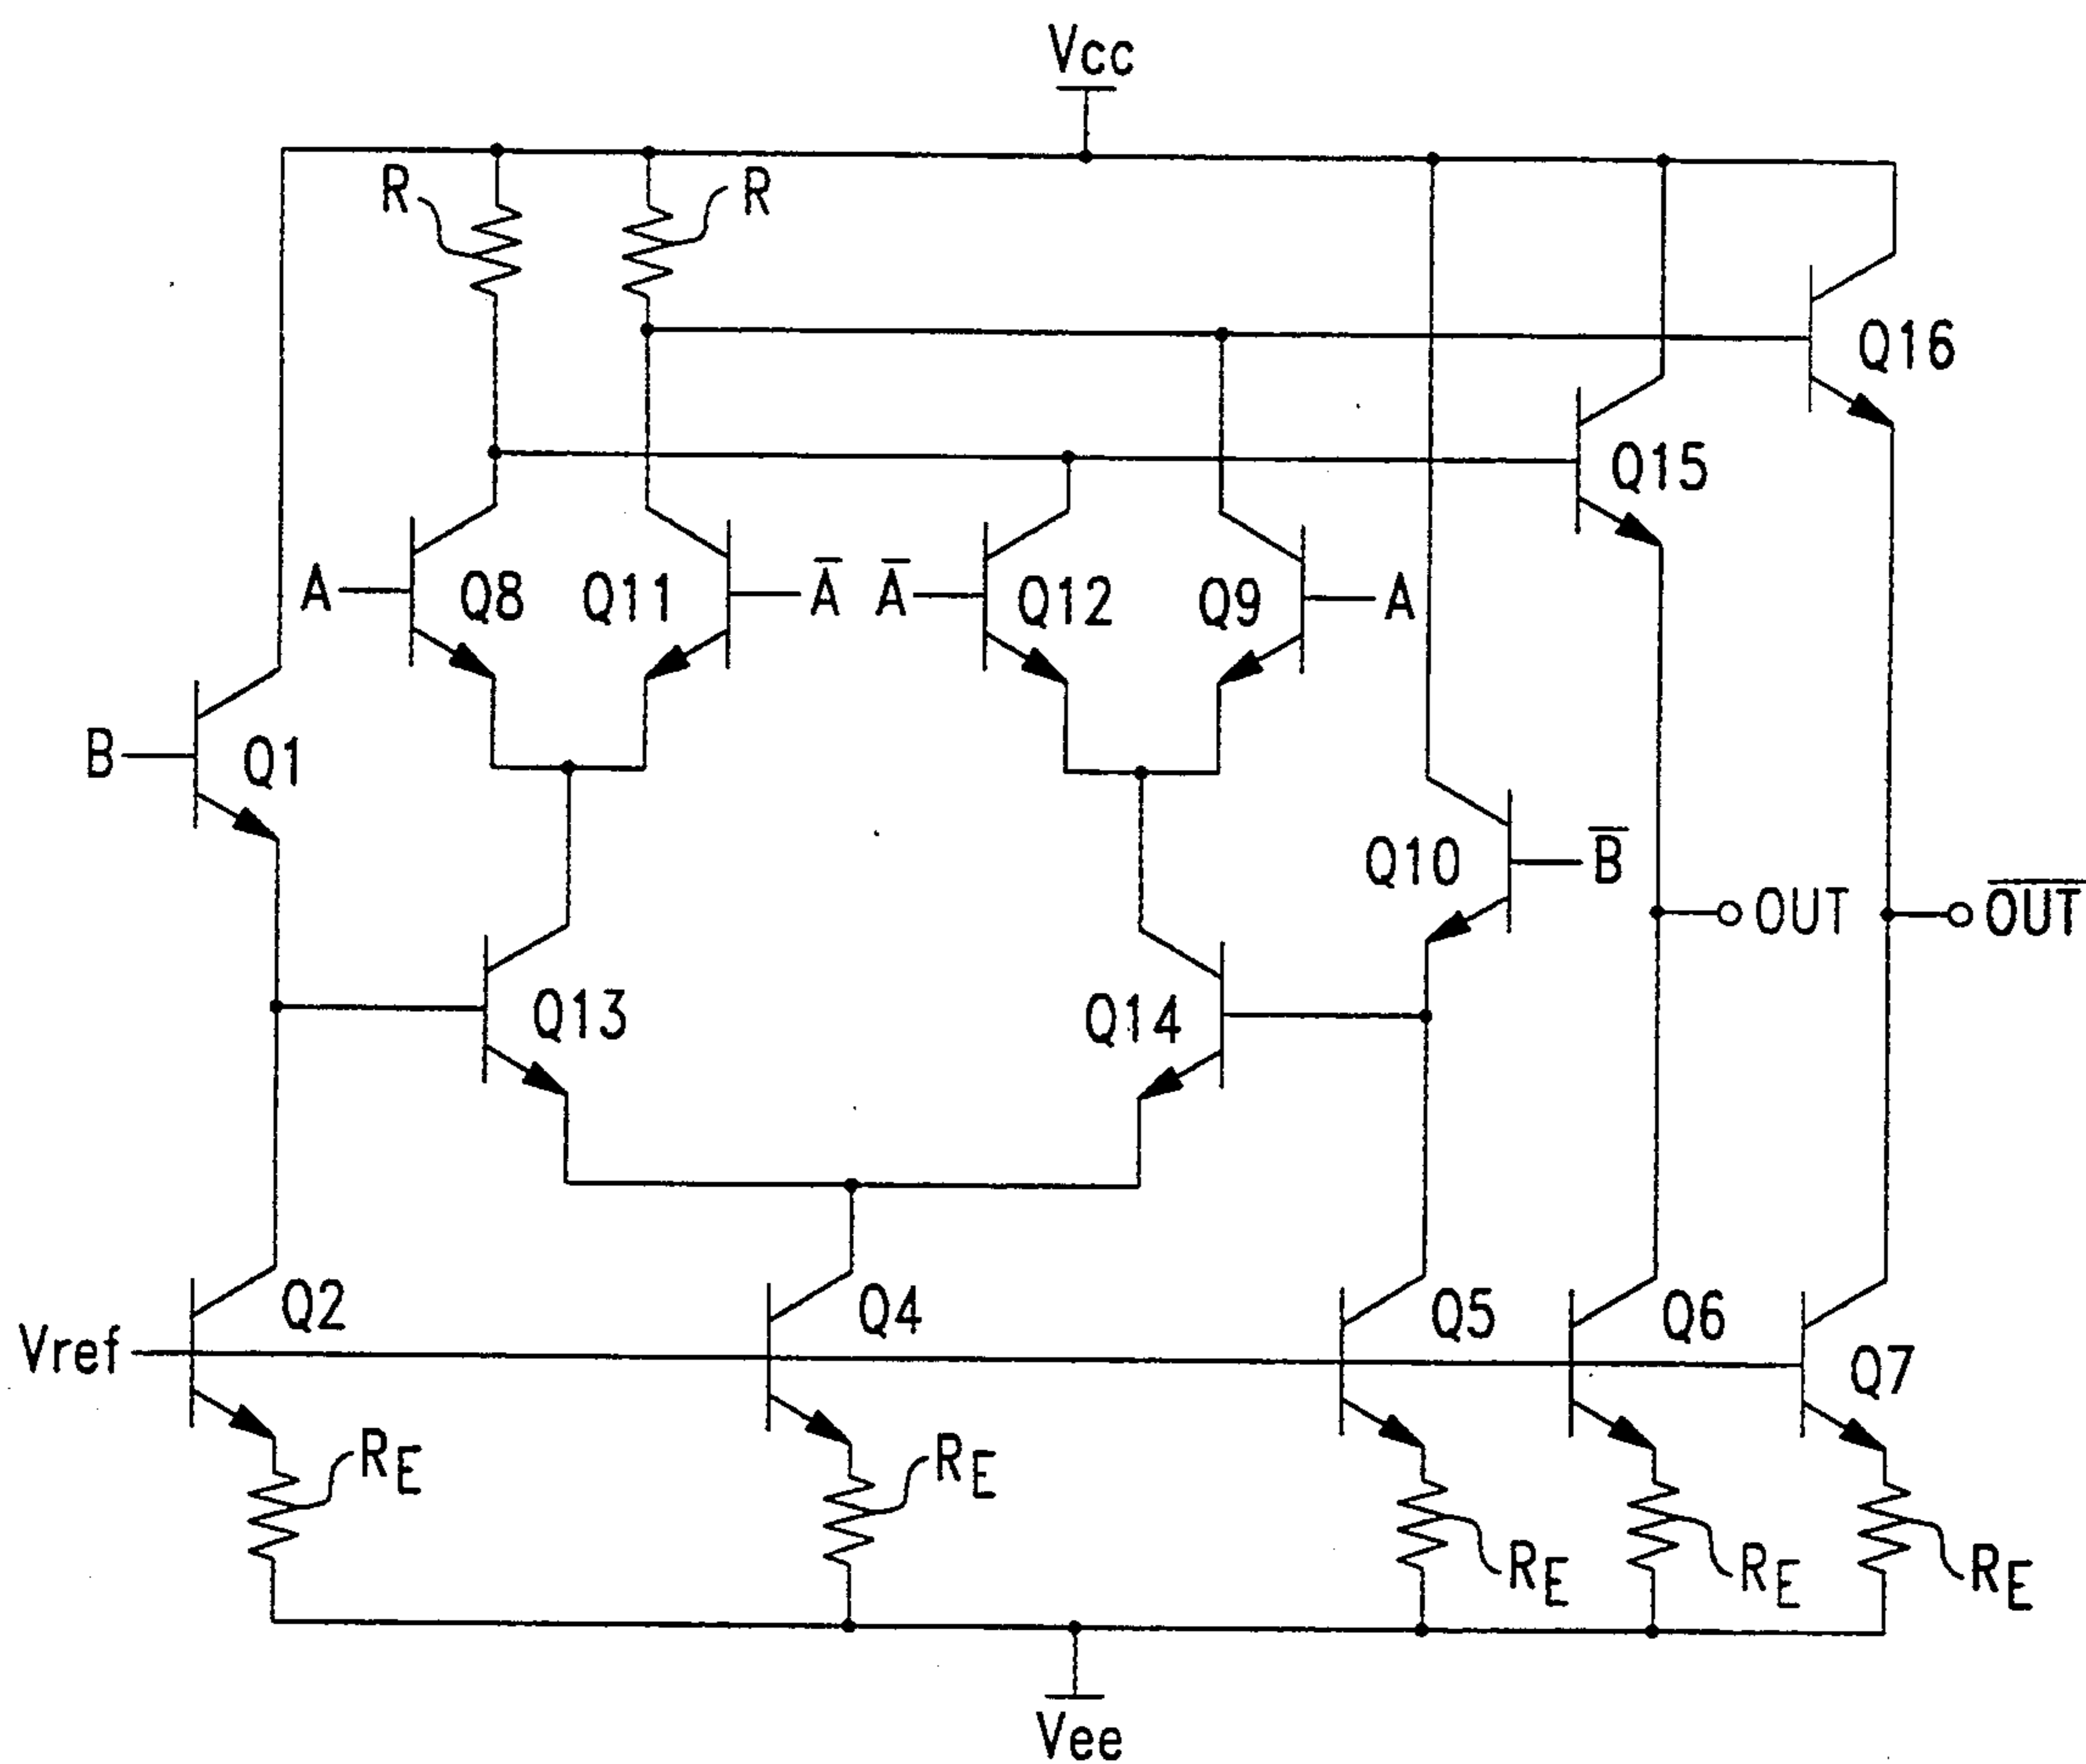 Vcc
R
R
Q16
Q15
A
Q8
Q11
A̅
A̅
Q12
Q9
A
B
Q1
Q10
B̅
OUT
O̅U̅T̅
Q13
Q14
Q2
Q4
Q5
Q6
Vref
Q7
RE
RE
RE
RE
RE
Vee